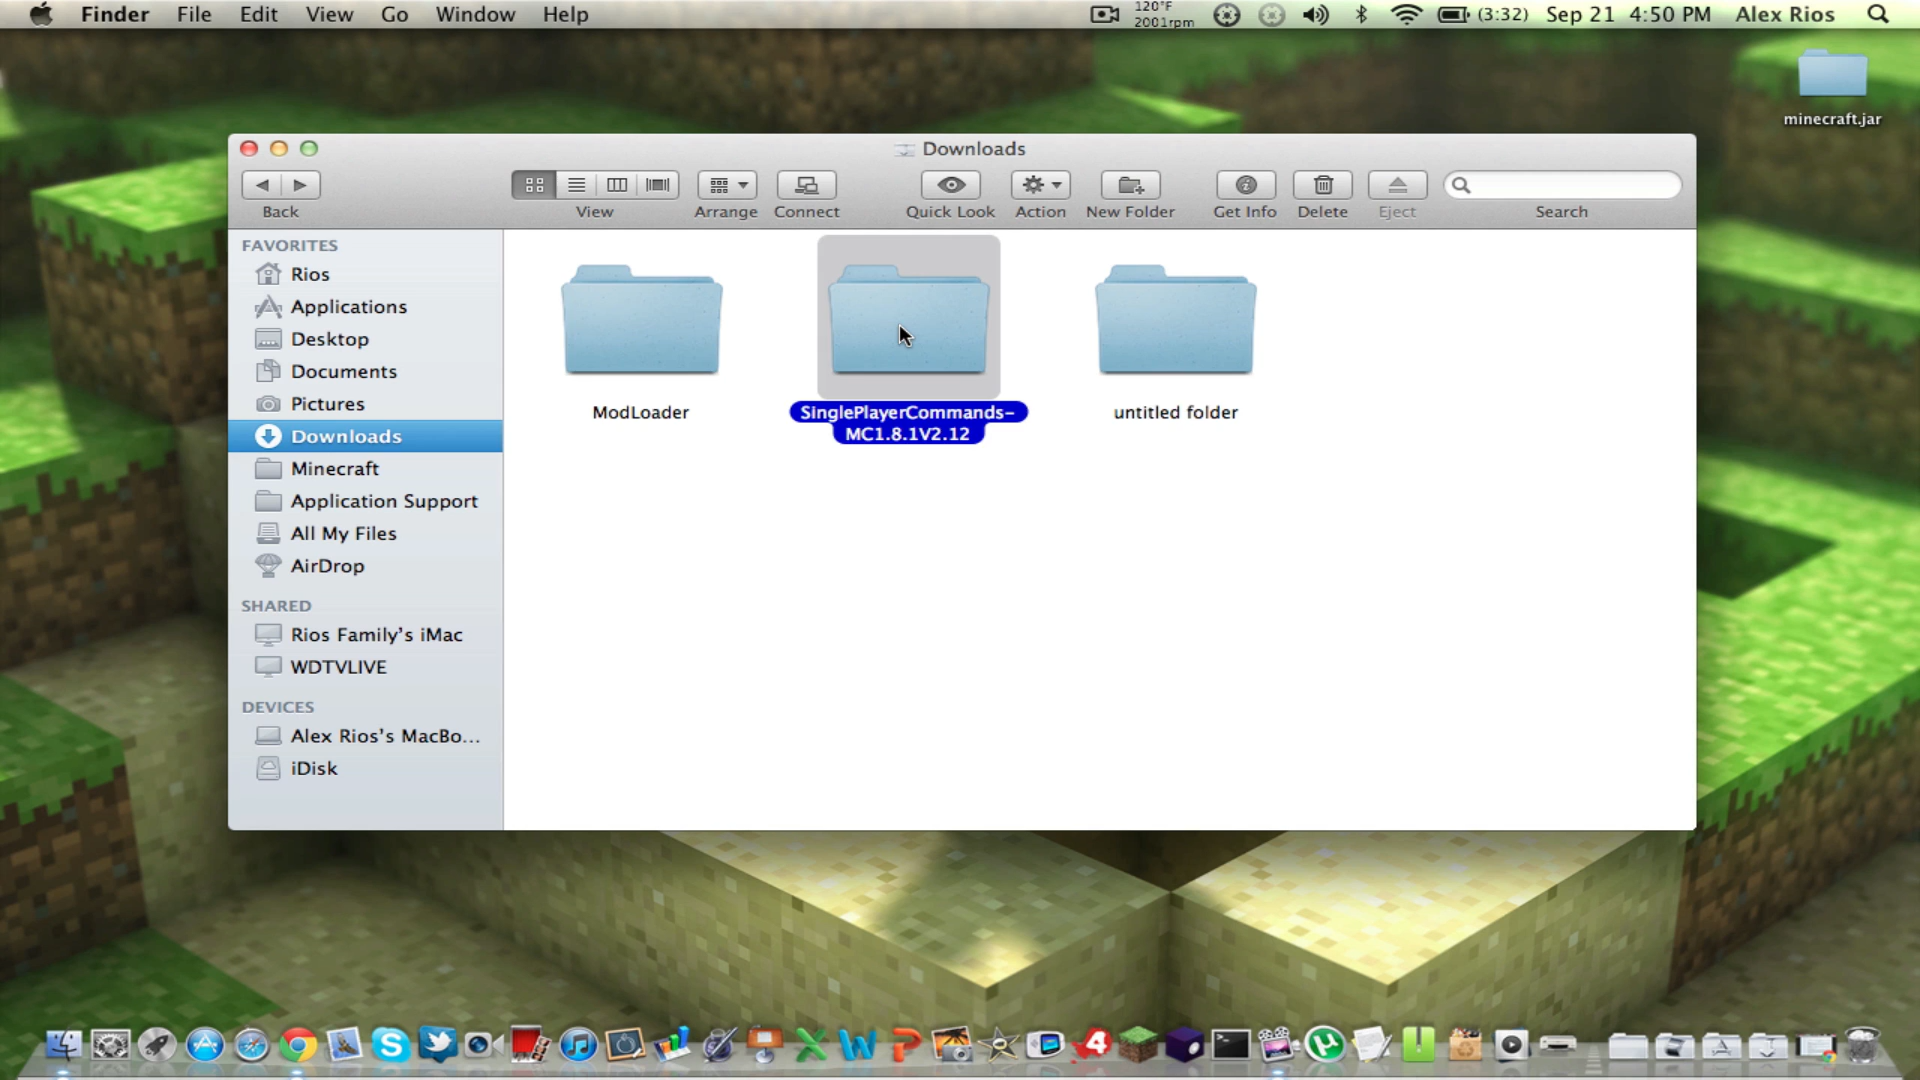 Finder File Edit View Go Window Help
120°F
2001rpm
(3:32) Sep 21 4:50 PM Alex Rios
minecraft.jar
Downloads
Back View Arrange Connect Quick Look Action New Folder Get Info Delete Eject Search
FAVORITES
Rios
Applications
Desktop
Documents
Pictures
Downloads
Minecraft
Application Support
All My Files
AirDrop
SHARED
Rios Family's iMac
WDTVLIVE
DEVICES
Alex Rios's MacBo...
iDisk
ModLoader
SinglePlayerCommands-
MC1.8.1V2.12
untitled folder